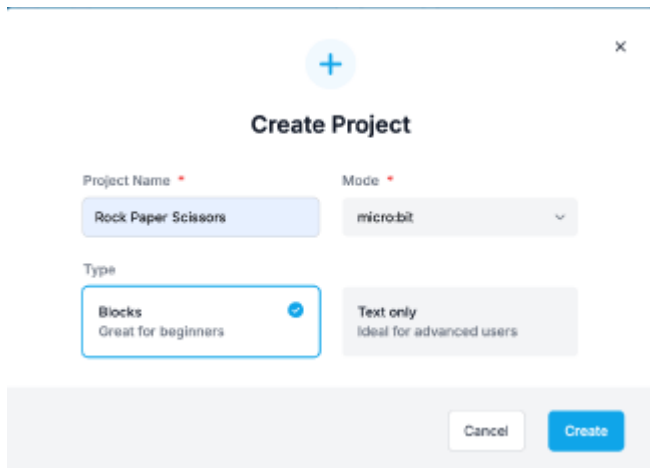 Create Project
Project Name *
Mode *
Rock Paper Scissors
micro:bit
Type
Blocks
Great for beginners
Text only
Ideal for advanced users
Cancel
Create